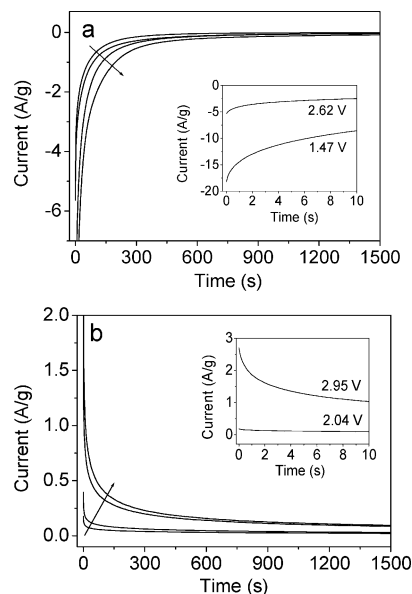 a
0
-2
-4
-6
Current (A/g)
0
-5
-10
-15
-20
Current (A/g)
2.62 V
1.47 V
0 2 4 6 8 10
Time (s)
0 300 600 900 1200 1500
Time (s)
b
2.0
1.5
1.0
0.5
0.0
Current (A/g)
3
2
1
0
Current (A/g)
2.95 V
2.04 V
0 2 4 6 8 10
Time (s)
0 300 600 900 1200 1500
Time (s)